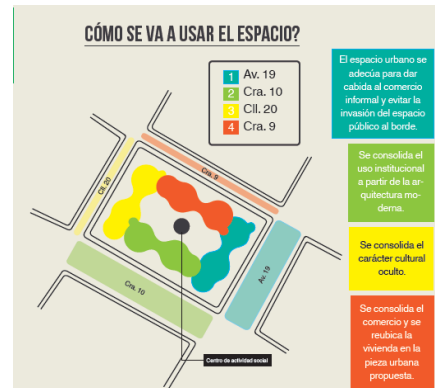 ¿CÓMO SE VA A USAR EL ESPACIO?
1 Av. 19
2 Cra. 10
3 Cll. 20
4 Cra. 9
El espacio urbano se
adecúa para dar
cabida al comercio
informal y evitar la
invasión del espacio
público al borde.
Se consolida el
uso institucional
a partir de la ar-
quitectura mo-
derna.
Se consolida el
carácter cultural
oculto.
Se consolida el
comercio y se
reubica la
vivienda en la
pieza urbana
propuesta.
Cra. 9
Cll. 20
Av. 19
Cra. 10
Centro de actividad social